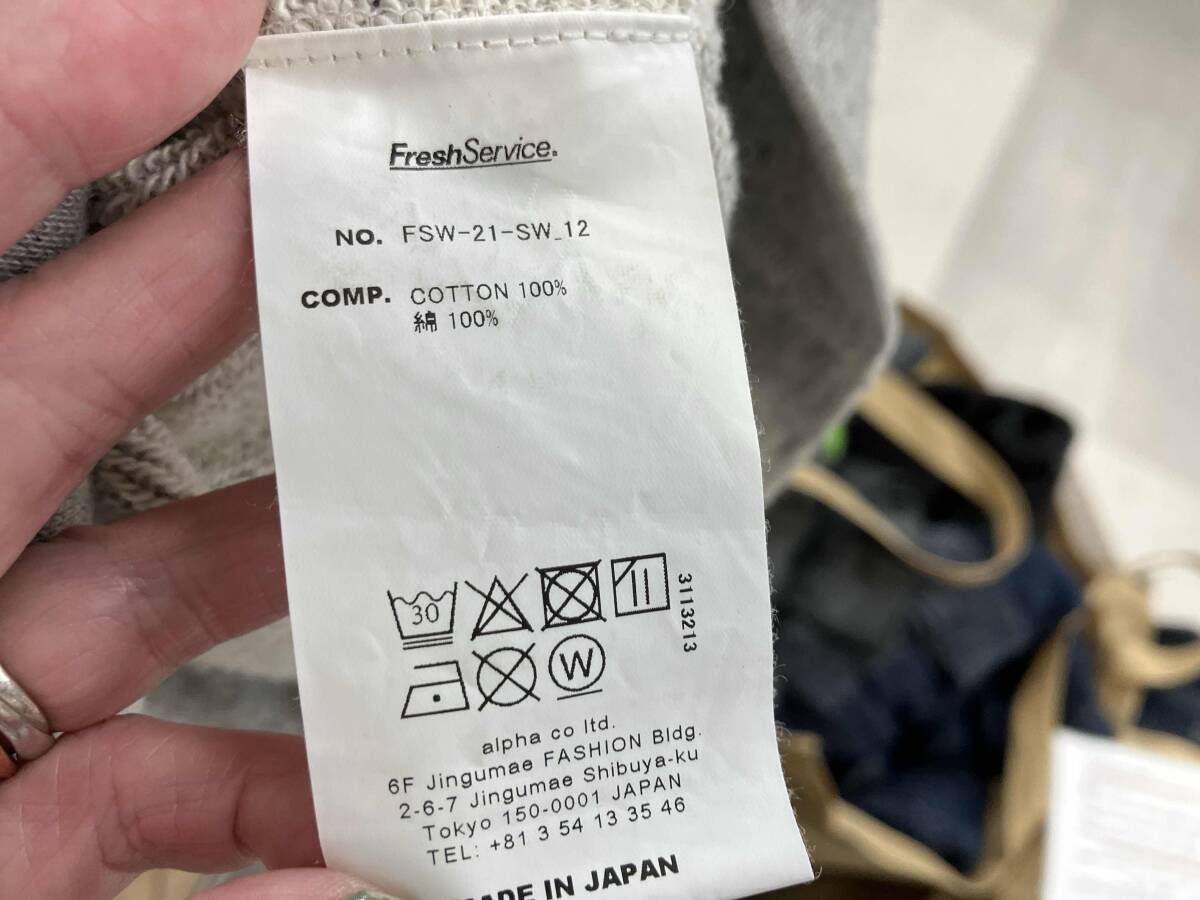 FreshService.
NO. FSW-21-SW_12
COMP. COTTON 100%
綿 100%
30
3113213
W
alpha co ltd.
6F Jingumae FASHION Bldg.
2-6-7 Jingumae Shibuya-ku
Tokyo 150-0001 JAPAN
TEL: +81 3 54 13 35 46
MADE IN JAPAN